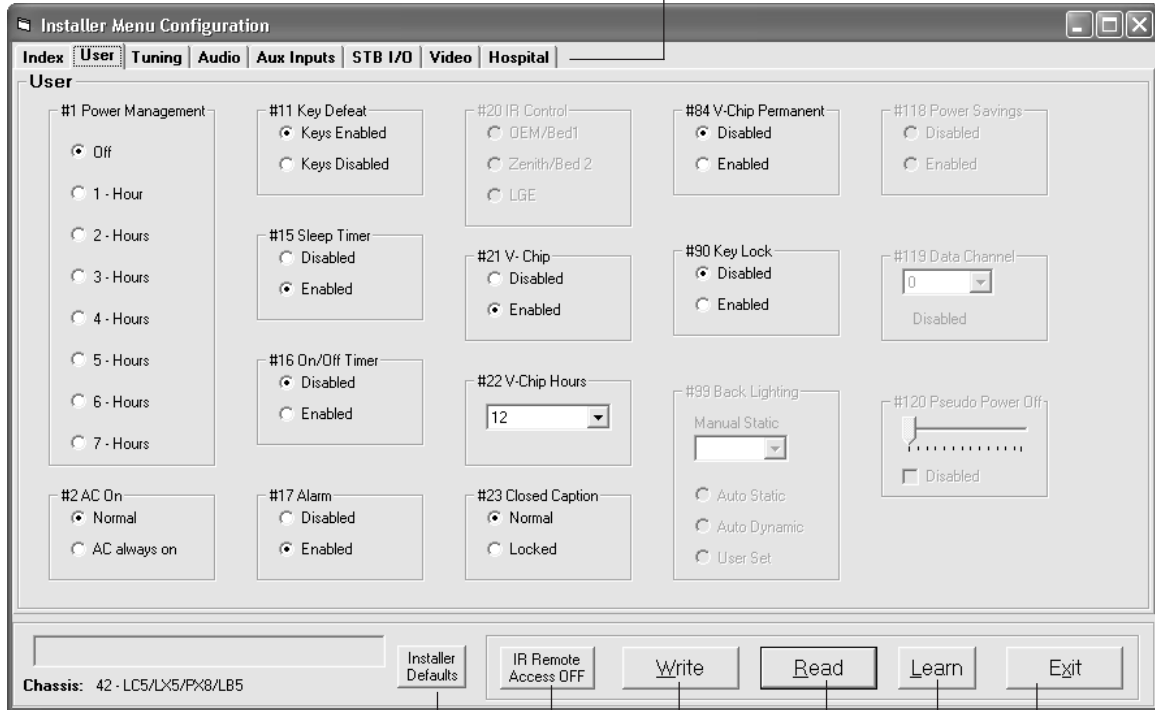 Installer Menu Configuration
Index User Tuning Audio Aux Inputs STB I/O Video Hospital
User
#1 Power Management
Off
1 - Hour
2 - Hours
3 - Hours
4 - Hours
5 - Hours
6 - Hours
7 - Hours
#2 AC On
Normal
AC always on
#11 Key Defeat
Keys Enabled
Keys Disabled
#15 Sleep Timer
Disabled
Enabled
#16 On/Off Timer
Disabled
Enabled
#17 Alarm
Disabled
Enabled
#20 IR Control
OEM/Bed1
Zenith/Bed 2
LGE
#21 V- Chip
Disabled
Enabled
#22 V-Chip Hours
12
#23 Closed Caption
Normal
Locked
#84 V-Chip Permanent
Disabled
Enabled
#90 Key Lock
Disabled
Enabled
#99 Back Lighting
Manual Static
Auto Static
Auto Dynamic
User Set
#118 Power Savings
Disabled
Enabled
#119 Data Channel
0
Disabled
#120 Pseudo Power Off
Disabled
Chassis: 42 - LC5/LX5/PX8/LB5
Installer
Defaults
IR Remote
Access OFF
Write
Read
Learn
Exit